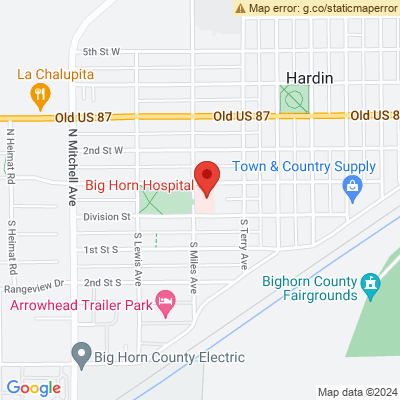 Map error: g.co/staticmaperror
5th St W
La Chalupita
Hardin
Old US 87
Old US 87
Old US 8
N Heimat Rd
N Mitchell Ave
2nd St W
Town & Country Supply
Big Horn Hospital
Division St
S Heimat Rd
1st St S
S Lewis Ave
S Miles Ave
S Terry Ave
Rangeview Dr
2nd St S
Bighorn County
Fairgrounds
Arrowhead Trailer Park
Big Horn County Electric
Google
Map data ©2024